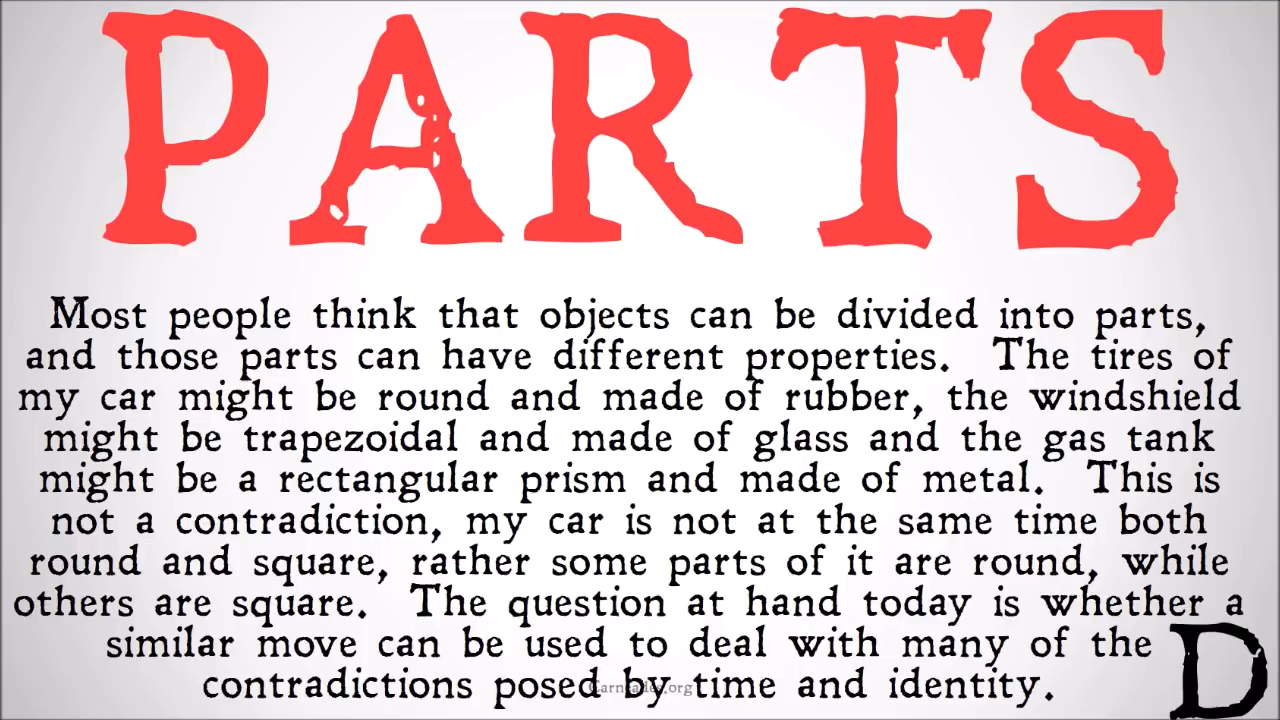 PARTS
Most people think that objects can be divided into parts,
and those parts can have different properties. The tires of
my car might be round and made of rubber, the windshield
might be trapezoidal and made of glass and the gas tank
might be a rectangular prism and made of metal. This is
not a contradiction, my car is not at the same time both
round and square, rather some parts of it are round, while
others are square. The question at hand today is whether a
similar move can be used to deal with many of the
contradictions posed by time and identity.
Carneades.org
D